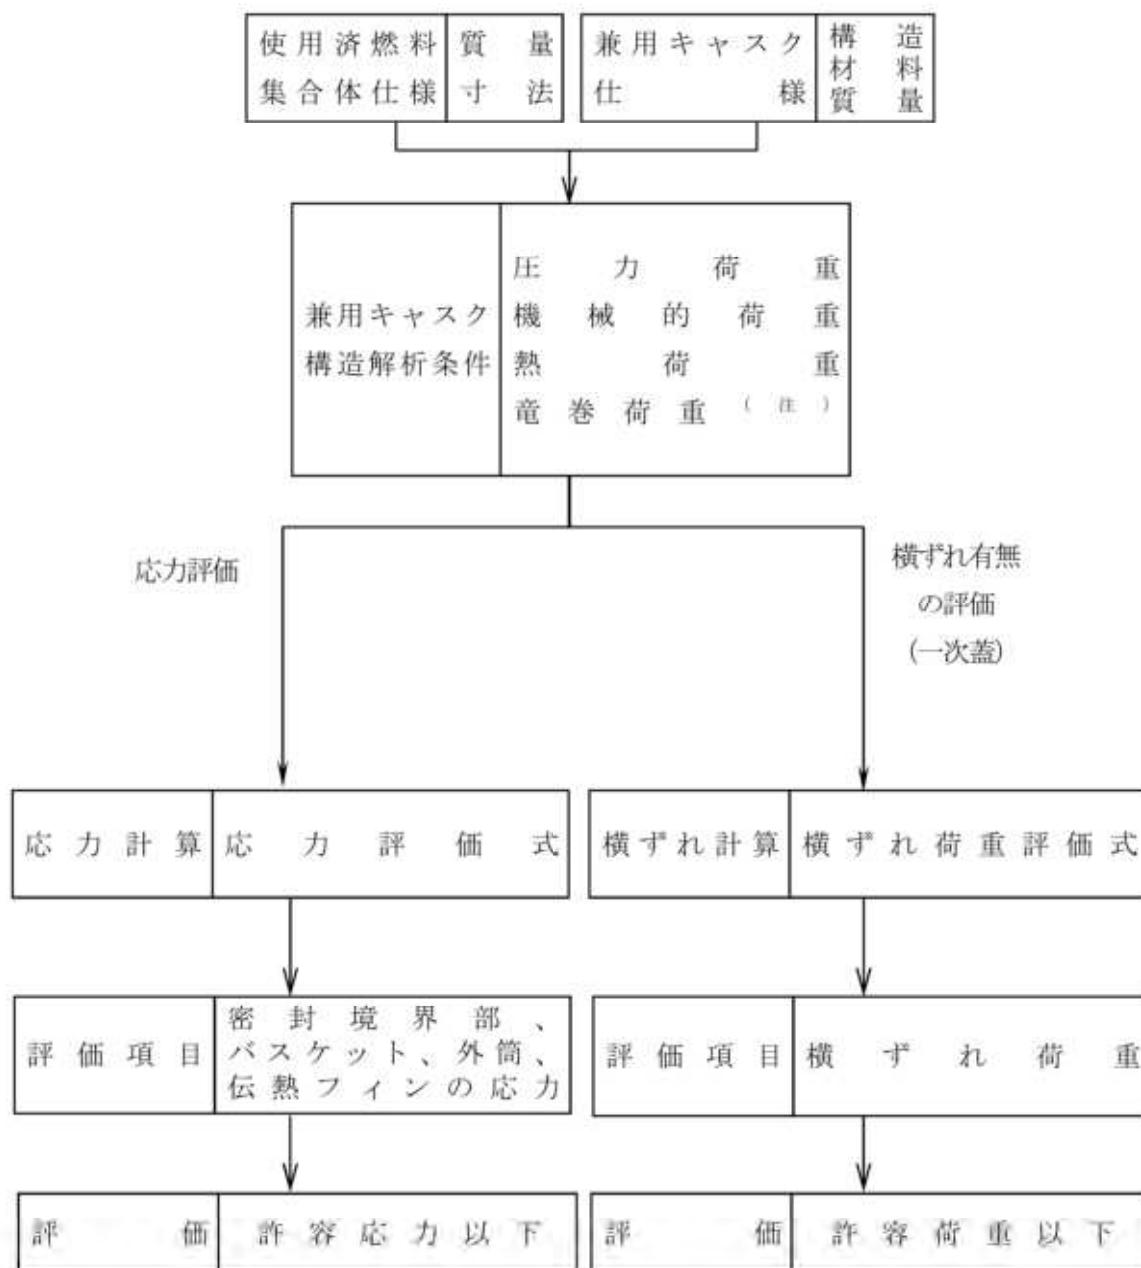 使用済燃料
集合体仕様
質量
寸法
兼用キャスク
仕様
構造
材料
質量
兼用キャスク
構造解析条件
圧力荷重
機械的荷重
熱荷重
竜巻荷重（注）
応力評価
横ずれ有無
の評価
(一次蓋)
応力計算
応力評価式
横ずれ計算
横ずれ荷重評価式
評価項目
密封境界部、
バスケット、外筒、
伝熱フィンの応力
評価項目
横ずれ荷重
評価
許容応力以下
評価
許容荷重以下